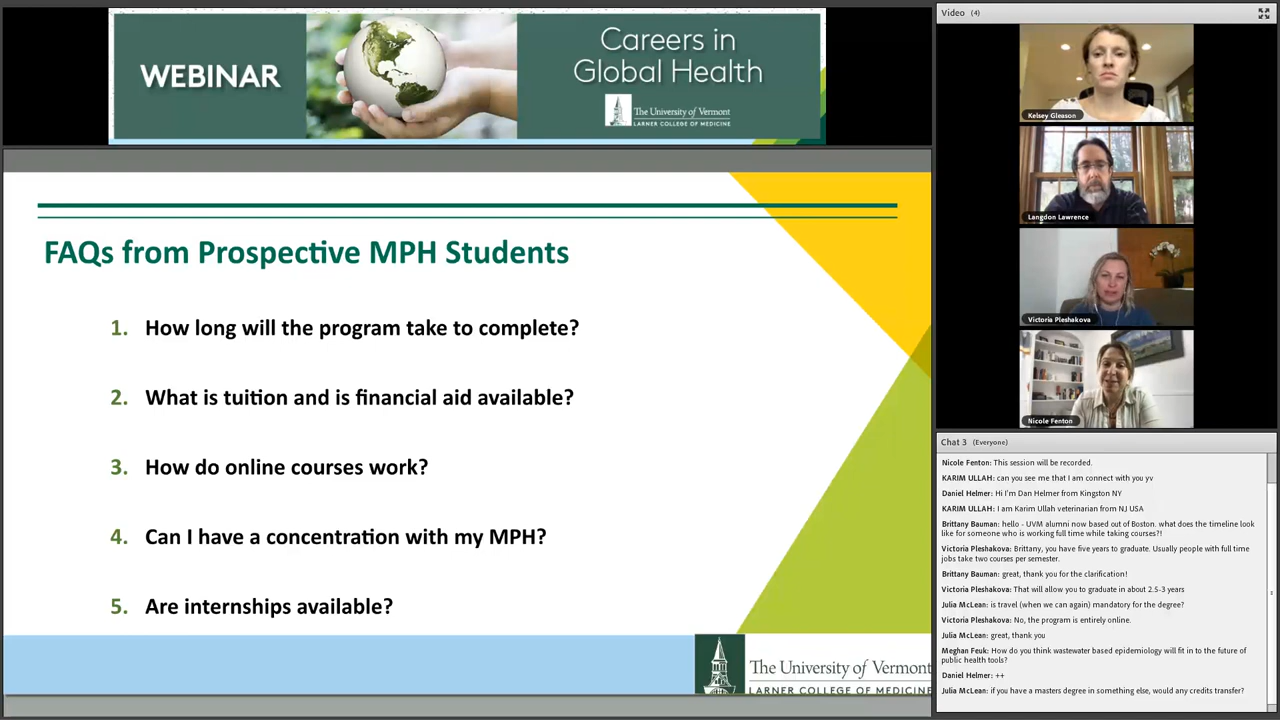 WEBINAR
Careers in
Global Health
The University of Vermont
LARNER COLLEGE OF MEDICINE
FAQs from Prospective MPH Students
1. How long will the program take to complete?
2. What is tuition and is financial aid available?
3. How do online courses work?
4. Can I have a concentration with my MPH?
5. Are internships available?
The University of Vermont
LARNER COLLEGE OF MEDICINE
Video (4)
Kelsey Gleason
Langdon Lawrence
Victoria Pleshakova
Nicole Fenton
Chat 3 (Everyone)
Nicole Fenton: This session will be recorded.
KARIM ULLAH: can you see me that I am connect with you yv
Daniel Helmer: Hi I'm Dan Helmer from Kingston NY
KARIM ULLAH: I am Karim Ullah veterinarian from NJ USA
Brittany Bauman: hello - UVM alumni now based out of Boston. what does the timeline look
like for someone who is working full time while taking courses?!
Victoria Pleshakova: Brittany, you have five years to graduate. Usually people with full time
jobs take two courses per semester.
Brittany Bauman: great, thank you for the clarification!
Victoria Pleshakova: That will allow you to graduate in about 2.5-3 years
Julia McLean: is travel (when we can again) mandatory for the degree?
Victoria Pleshakova: No, the program is entirely online.
Julia McLean: great, thank you
Meghan Feuk: How do you think wastewater based epidemiology will fit in to the future of
public health tools?
Daniel Helmer: ++
Julia McLean: if you have a masters degree in something else, would any credits transfer?